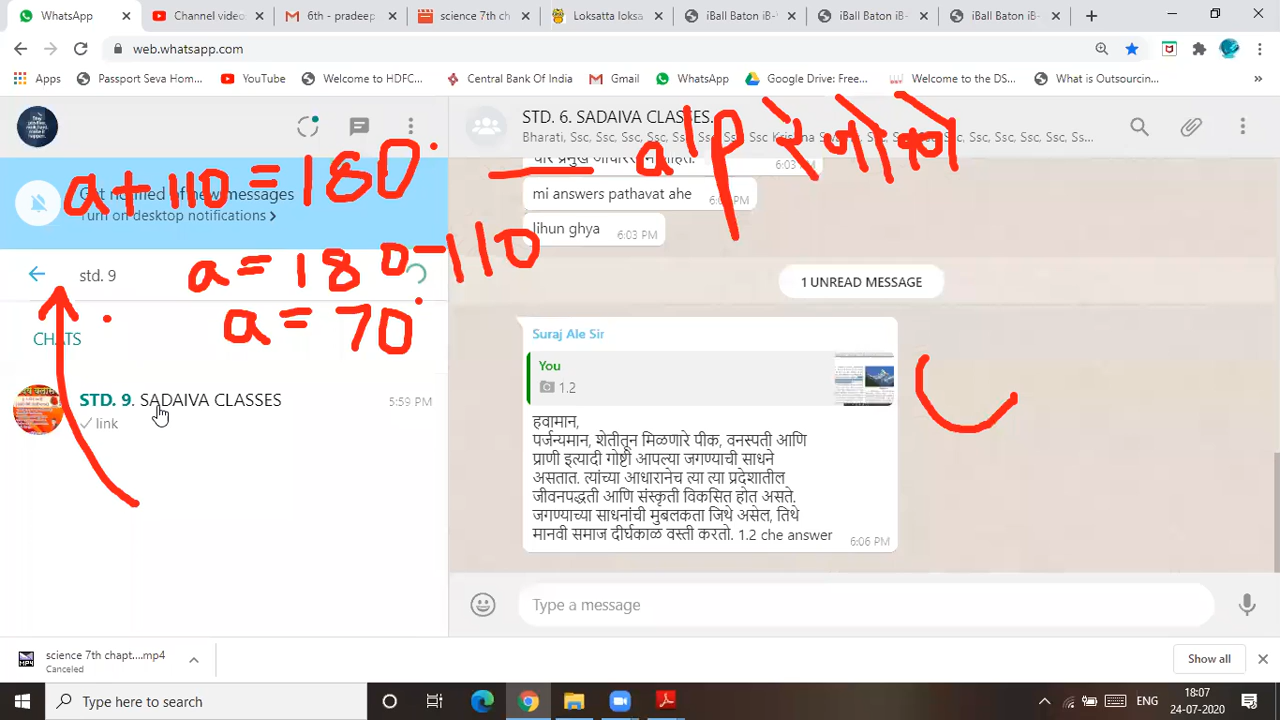 WhatsApp
Channel video
6th - pradeep
science 7th ch
Loksatta loksa
iBall Baton iB-
iBall Baton iB-
iBall Baton iB-
web.whatsapp.com
Apps
Passport Seva Hom...
YouTube
Welcome to HDFC...
Central Bank Of India
Gmail
WhatsApp
Google Drive: Free...
Welcome to the DS...
What is Outsourcin...
STD. 6. SADAIVA CLASSES.
Bharati, Ssc, Ssc, Ssc
a + 110 = 180°
Get notified of new messages
Turn on desktop notifications
mi answers pathavat ahe
lihun ghya
6:03 PM
a = 180 - 110
a = 70°
std. 9
CHATS
STD. 9. SADAIVA CLASSES
5:59 PM
link
1 UNREAD MESSAGE
Suraj Ale Sir
You
1.2
हवामान,
पर्जन्यमान, शेतीतून मिळणारे पीक, वनस्पती आणि
प्राणी इत्यादी गोष्टी आपल्या जगण्याची साधने
असतात. त्यांच्या आधारानेच त्या त्या प्रदेशातील
जीवनपद्धती आणि संस्कृती विकसित होत असते.
जगण्याच्या साधनांची मुबलकता जिथे असेल, तिथे
मानवी समाज दीर्घकाळ वस्ती करतो. 1.2 che answer
6:06 PM
Type a message
science 7th chapt....mp4
Canceled
Show all
Type here to search
ENG
18:07
24-07-2020